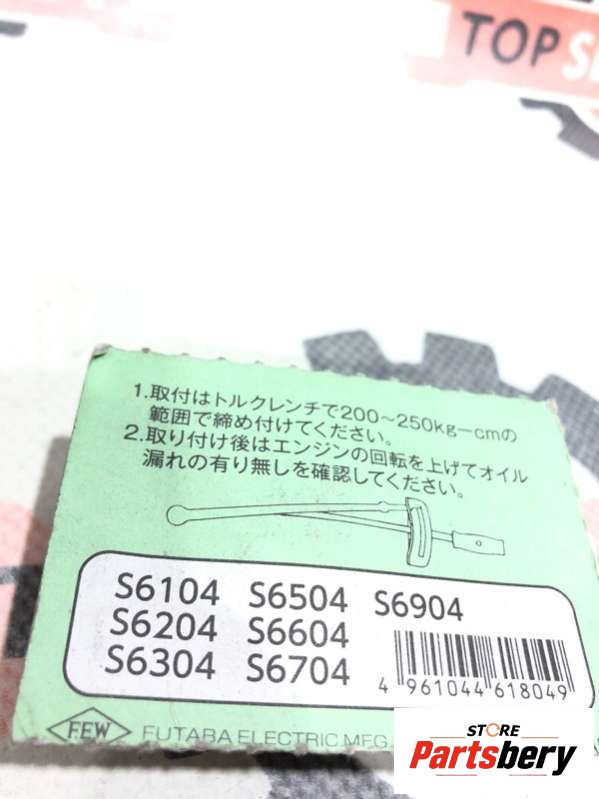 TOP
1.取付はトルクレンチで200~250kg-cmの
範囲で締め付けてください。
2.取り付け後はエンジンの回転を上げてオイル
漏れの有り無しを確認してください。
S6104 S6504 S6904
S6204 S6604
S6304 S6704
4 961044 618049
FEW FUTABA ELECTRIC MFG.
STORE
Partsbery